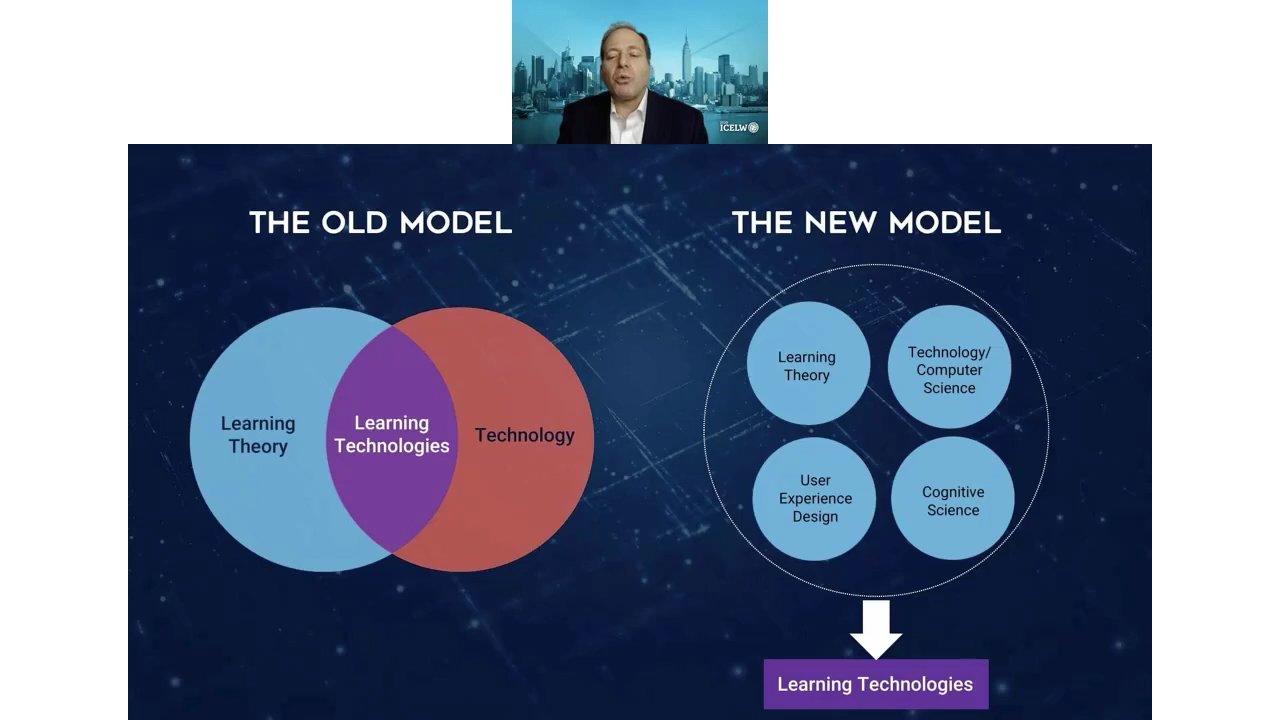 ICELW
THE OLD MODEL
Learning
Theory
Learning
Technologies
Technology
THE NEW MODEL
Learning
Theory
Technology/
Computer
Science
User
Experience
Design
Cognitive
Science
Learning Technologies